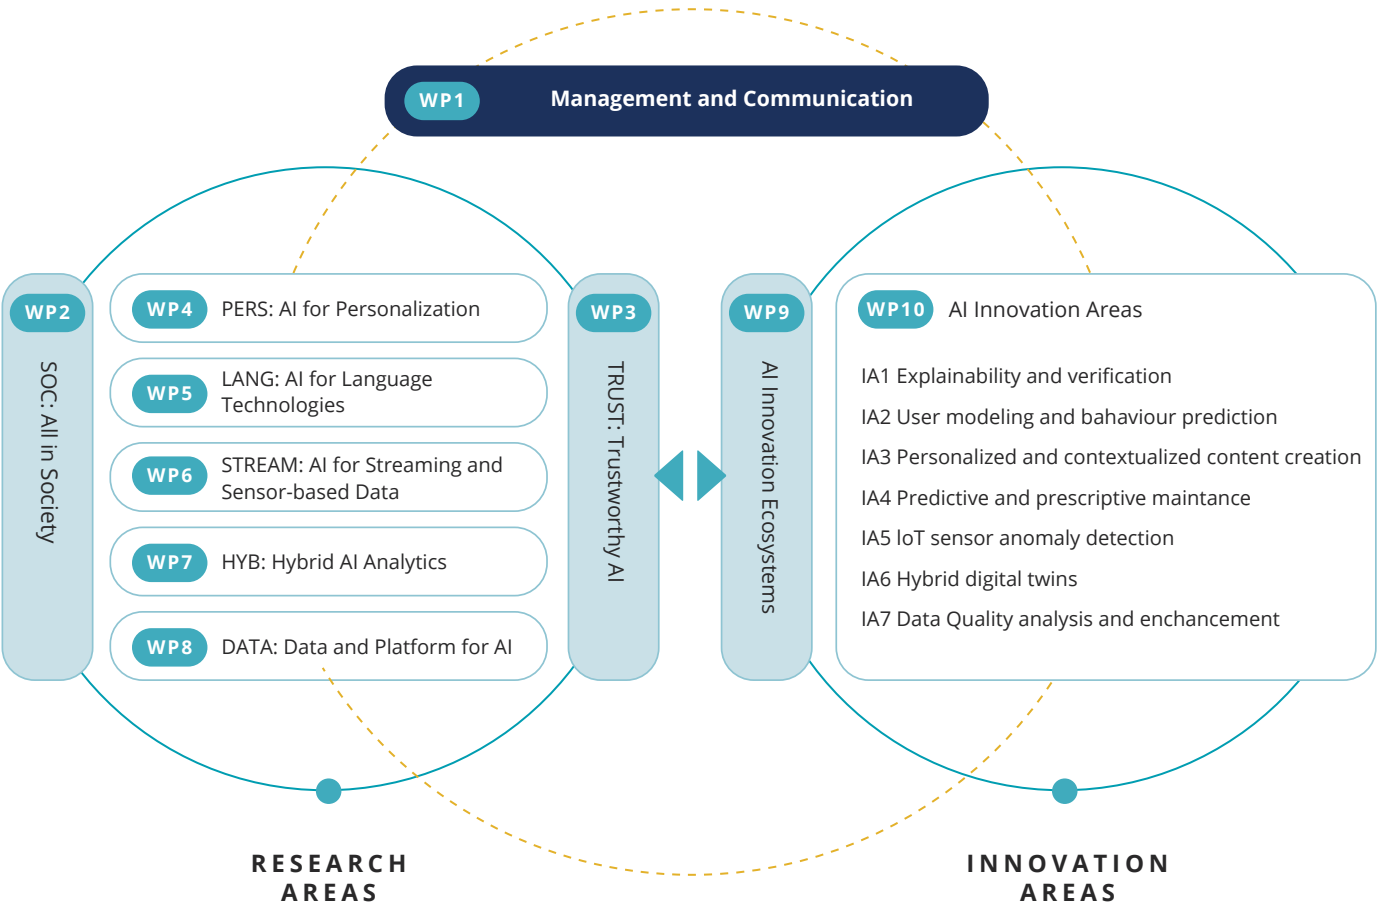 WP1
Management and Communication
WP2
SOC: All in Society
WP4
PERS: AI for Personalization
WP5
LANG: AI for Language
Technologies
WP6
STREAM: AI for Streaming and
Sensor-based Data
WP7
HYB: Hybrid AI Analytics
WP8
DATA: Data and Platform for AI
WP3
TRUST: Trustworthy AI
WP9
AI Innovation Ecosystems
WP10
AI Innovation Areas
IA1 Explainability and verification
IA2 User modeling and bahaviour prediction
IA3 Personalized and contextualized content creation
IA4 Predictive and prescriptive maintance
IA5 IoT sensor anomaly detection
IA6 Hybrid digital twins
IA7 Data Quality analysis and enchancement
RESEARCH
AREAS
INNOVATION
AREAS